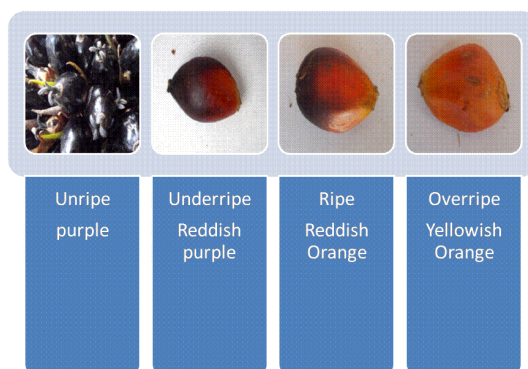 Unripe
purple
Underripe
Reddish
purple
Ripe
Reddish
Orange
Overripe
Yellowish
Orange